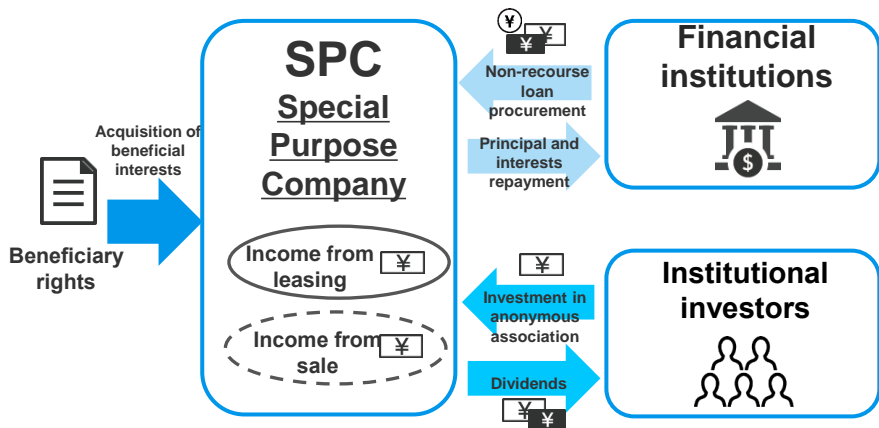 Acquisition of
beneficial
interests
Beneficiary
rights
SPC
Special
Purpose
Company
Income from
leasing
¥
Income from
sale
¥
¥
¥
¥
Non-recourse
loan
procurement
Principal and
interests
repayment
Financial
institutions
$
¥
Investment in
anonymous
association
Dividends
¥
¥
Institutional
investors